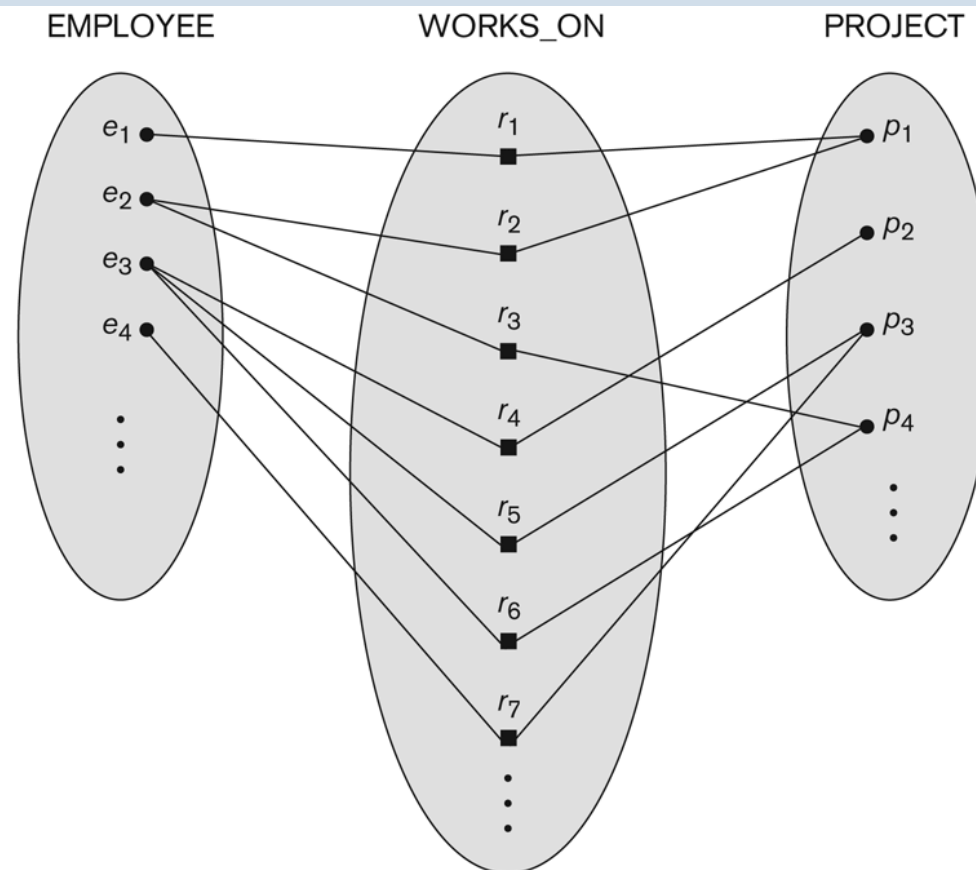 EMPLOYEE WORKS_ON PROJECT
e1 r1 p1
e2 r2 p2
e3 r3 p3
e4 r4 p4
r5
r6
r7